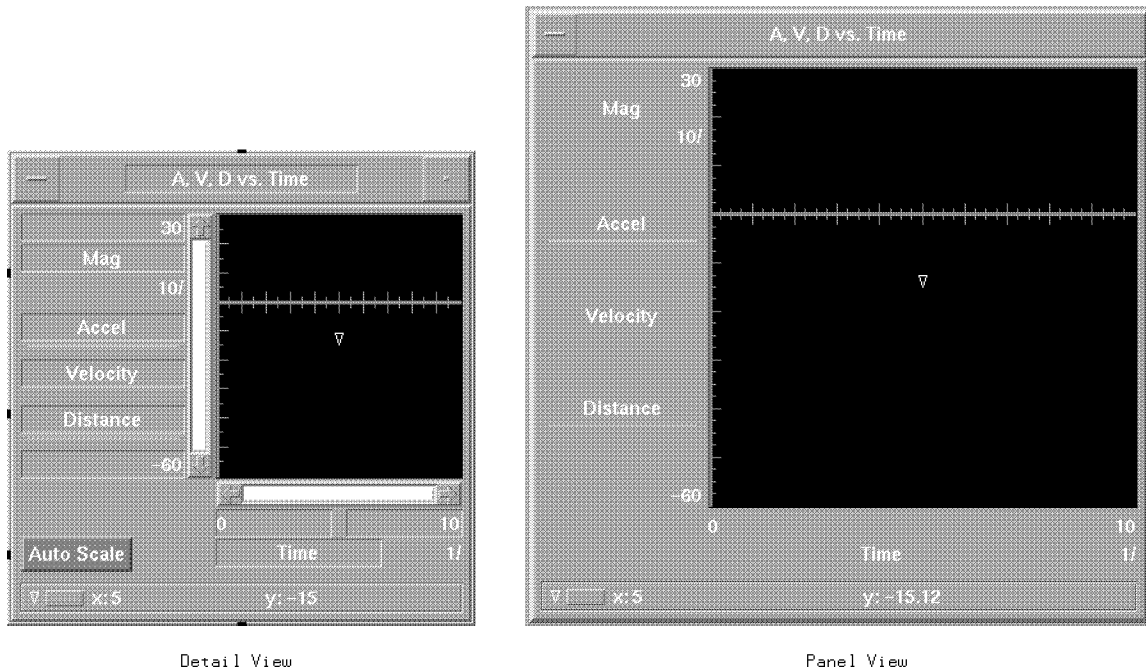 A, V, D vs. Time
30
Mag
10/
Accel
Velocity
Distance
-60
0
10
Auto Scale
Time
1/
x: 5
y: -15
Detail View
A, V, D vs. Time
30
Mag
10/
Accel
Velocity
Distance
-60
0
10
Time
1/
x: 5
y: -15.12
Panel View